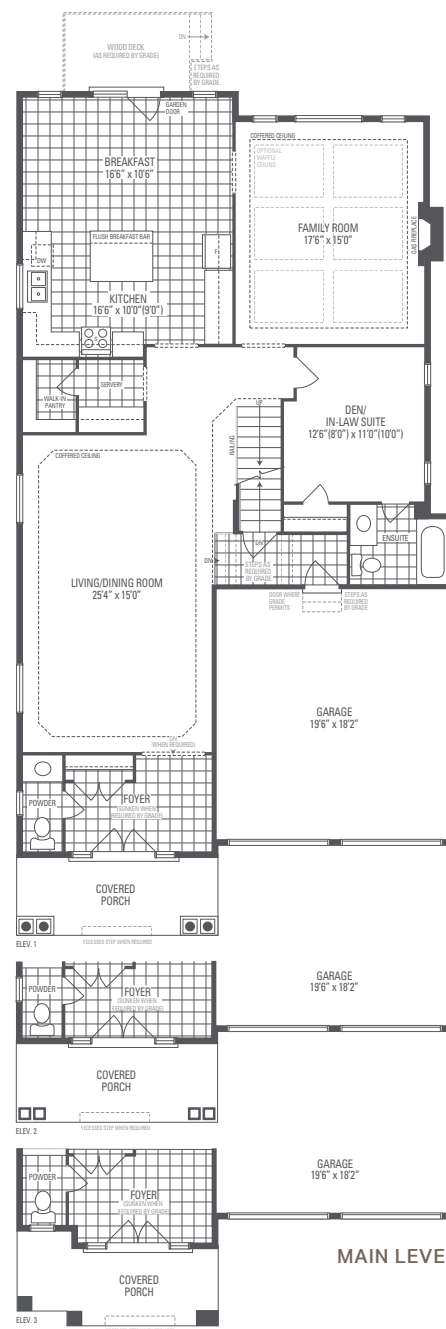 WOOD DECK
(AS REQUIRED BY GRADE)
DN
STEPS AS
REQUIRED
BY GRADE
GARDEN
DOOR
BREAKFAST
16'6" x 10'6"
COFFERED CEILING
OPTIONAL
WAFFLE
CEILING
FAMILY ROOM
17'6" x 15'0"
GAS FIREPLACE
FLUSH BREAKFAST BAR
DW
F
KITCHEN
16'6" x 10'0"(9'0")
S
WALK-IN
PANTRY
SERVERY
UP
RAILING
DEN/
IN-LAW SUITE
12'6"(8'0") x 11'0"(10'0")
COFFERED CEILING
DN
DN
STEPS AS
REQUIRED
BY GRADE
ENSUITE
LIVING/DINING ROOM
25'4" x 15'0"
DOOR WHERE
GRADE
PERMITS
STEPS AS
REQUIRED
BY GRADE
GARAGE
19'6" x 18'2"
DN
(WHEN REQUIRED)
POWDER
FOYER
(SUNKEN WHEN
REQUIRED BY GRADE)
COVERED
PORCH
ELEV. 1
RECESSED STEP WHEN REQUIRED
POWDER
FOYER
(SUNKEN WHEN
REQUIRED BY GRADE)
GARAGE
19'6" x 18'2"
COVERED
PORCH
ELEV. 2
RECESSED STEP WHEN REQUIRED
POWDER
FOYER
(SUNKEN WHEN
REQUIRED BY GRADE)
GARAGE
19'6" x 18'2"
MAIN LEVE
COVERED
PORCH
ELEV. 3